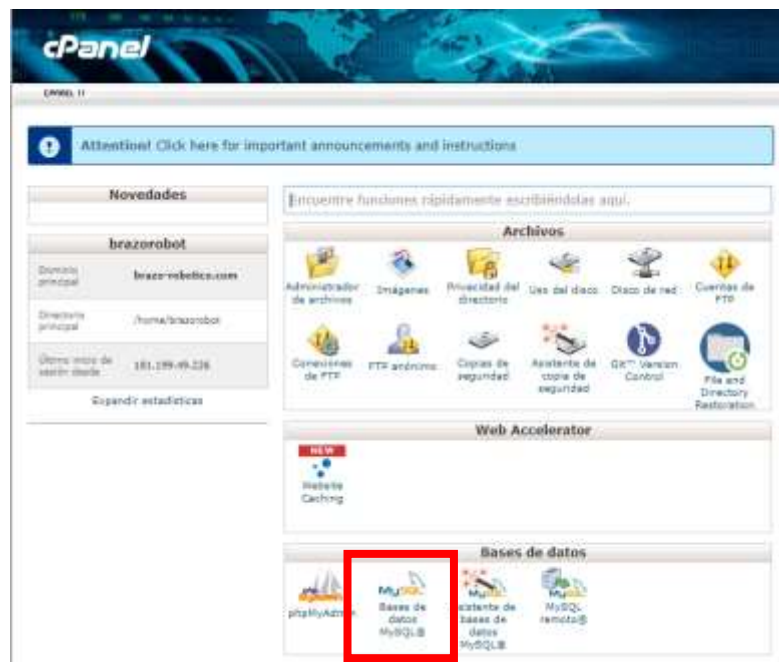 cPanel
CPANEL 11
Attention! Click here for important announcements and instructions
Novedades
brazorobot
Dominio principal
brazo-robotico.com
Directorio principal
/home/brazorobot
Último inicio de sesión desde
181.199.49.226
Expandir estadísticas
Encuentre funciones rápidamente escribiéndolas aquí.
Archivos
Administrador de archivos
Imágenes
Privacidad del directorio
Uso del disco
Disco de red
Cuentas de FTP
Conexiones de FTP
FTP anónimo
Copias de seguridad
Asistente de copia de seguridad
Git™ Version Control
File and Directory Restoration
Web Accelerator
NEW
Website Caching
Bases de datos
phpMyAdmin
MySQL
Bases de datos MySQL®
MySQL
istente de bases de datos MySQL®
MySQL
MySQL remoto®